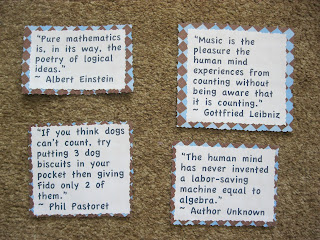 "Pure mathematics
is, in its way, the
poetry of logical
ideas."
~ Albert Einstein
"Music is the
pleasure the
human mind
experiences from
counting without
being aware that
it is counting."
~ Gottfried Leibniz
"If you think dogs
can't count, try
putting 3 dog
biscuits in your
pocket then giving
Fido only 2 of
them."
~ Phil Pastoret
"The human mind
has never invented
a labor-saving
machine equal to
algebra."
~ Author Unknown